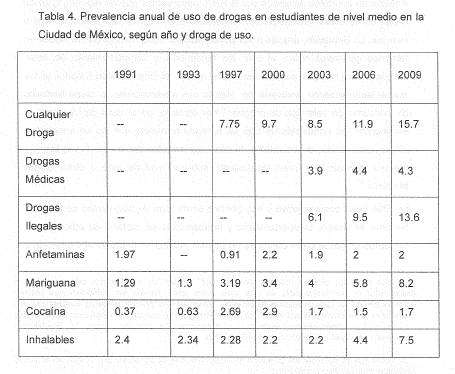 Tabla 4. Prevalencia anual de uso de drogas en estudiantes de nivel medio en la
Ciudad de México, según año y droga de uso.
1991 1993 1997 2000 2003 2006 2009
Cualquier
Droga -- -- 7.75 9.7 8.5 11.9 15.7
Drogas
Médicas -- -- -- -- 3.9 4.4 4.3
Drogas
Ilegales -- -- -- -- 6.1 9.5 13.6
Anfetaminas 1.97 -- 0.91 2.2 1.9 2 2
Mariguana 1.29 1.3 3.19 3.4 4 5.8 8.2
Cocaína 0.37 0.63 2.69 2.9 1.7 1.5 1.7
Inhalables 2.4 2.34 2.28 2.2 2.2 4.4 7.5